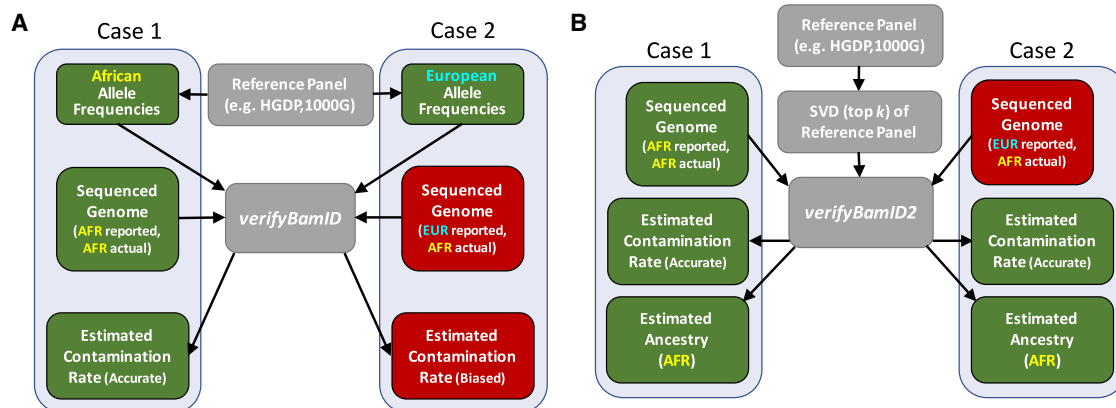 A
Case 1
Case 2
African
Allele
Frequencies
Reference Panel
(e.g. HGDP,1000G)
European
Allele
Frequencies
Sequenced
Genome
(AFR reported,
AFR actual)
verifyBamID
Sequenced
Genome
(EUR reported,
AFR actual)
Estimated
Contamination
Rate (Accurate)
Estimated
Contamination
Rate (Biased)
B
Reference Panel
(e.g. HGDP,1000G)
Case 1
Case 2
SVD (top k) of
Reference Panel
Sequenced
Genome
(AFR reported,
AFR actual)
Sequenced
Genome
(EUR reported,
AFR actual)
verifyBamID2
Estimated
Contamination
Rate (Accurate)
Estimated
Contamination
Rate (Accurate)
Estimated
Ancestry
(AFR)
Estimated
Ancestry
(AFR)